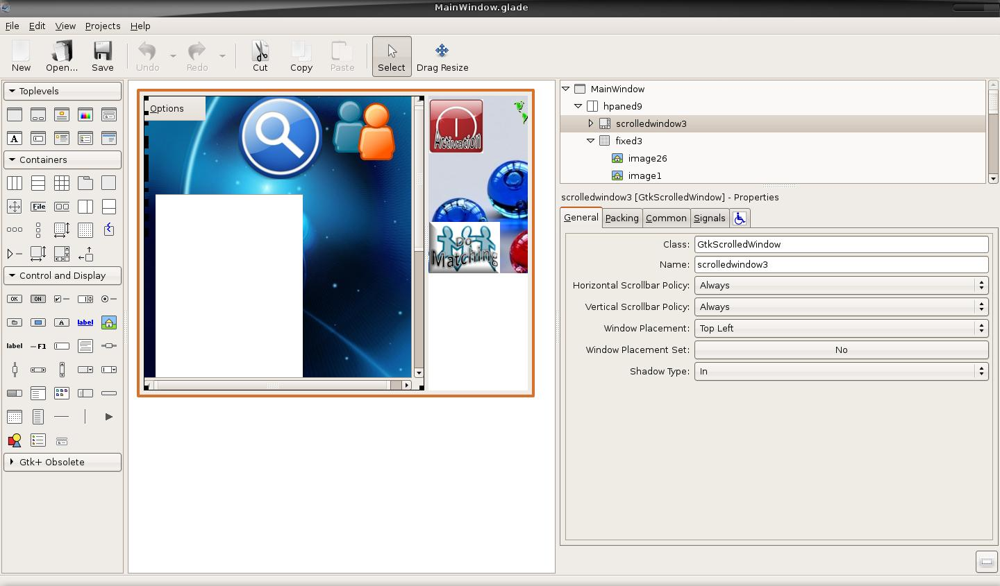 MainWindow.glade
File Edit View Projects Help
New Open... Save Undo Redo Cut Copy Paste Select Drag Resize
Toplevels
A
Containers
File
Control and Display
OK ON
A label
label F1
Gtk+ Obsolete
Options
Activation
Do
Matching
MainWindow
hpaned9
scrolledwindow3
fixed3
image26
image1
scrolledwindow3 [GtkScrolledWindow] - Properties
General Packing Common Signals
Class: GtkScrolledWindow
Name: scrolledwindow3
Horizontal Scrollbar Policy: Always
Vertical Scrollbar Policy: Always
Window Placement: Top Left
Window Placement Set: No
Shadow Type: In